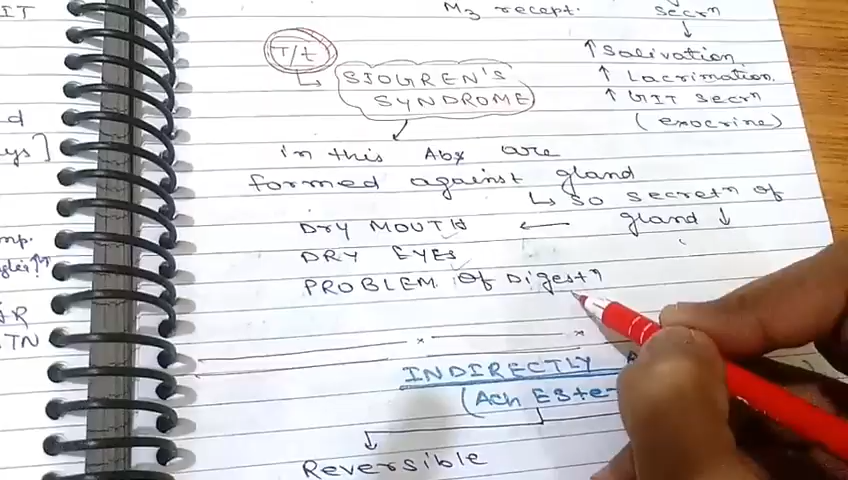 IT
M3 recept.
secrn
T/t
↑ Salivation
SJOGREN'S
↑ Lacrimation
SYNDROME
↑ GIT secrn
(exocrine)
d
ys]
in this Abx are
formed against gland
↳ so secretn of
gland ↓
DRY MOUTH ←
DRY EYES
PROBLEM of Digestn
mp.
R
TN
INDIRECTLY A
(Ach Este
Reversible